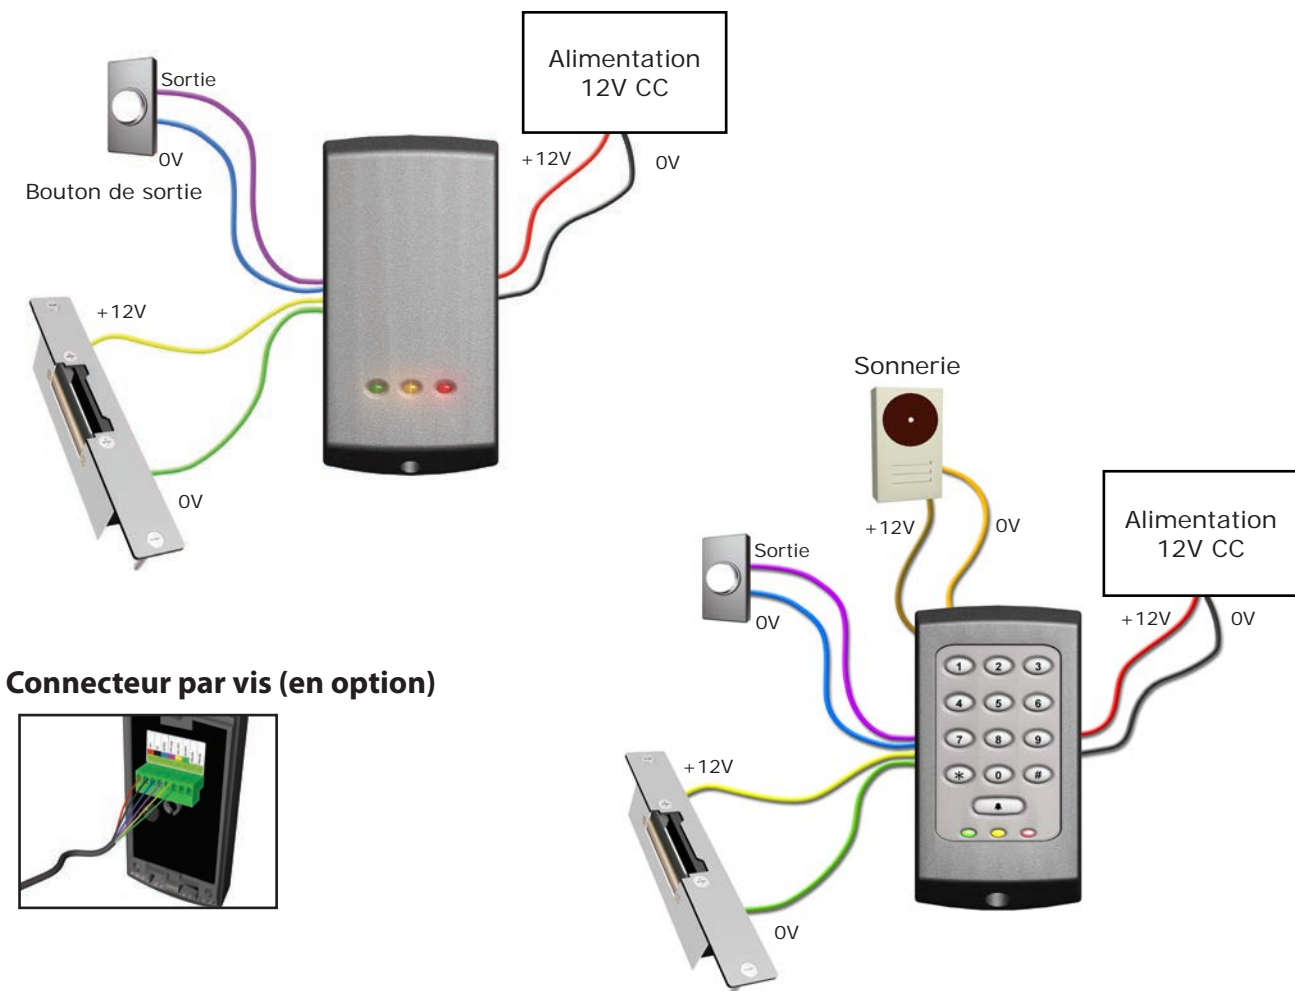 Alimentation
12V CC
Sortie
0V
Bouton de sortie
+12V
0V
+12V
0V
Sonnerie
+12V
0V
Alimentation
12V CC
Sortie
0V
+12V
0V
+12V
0V
1 2 3
4 5 6
7 8 9
* 0 #
Connecteur par vis (en option)